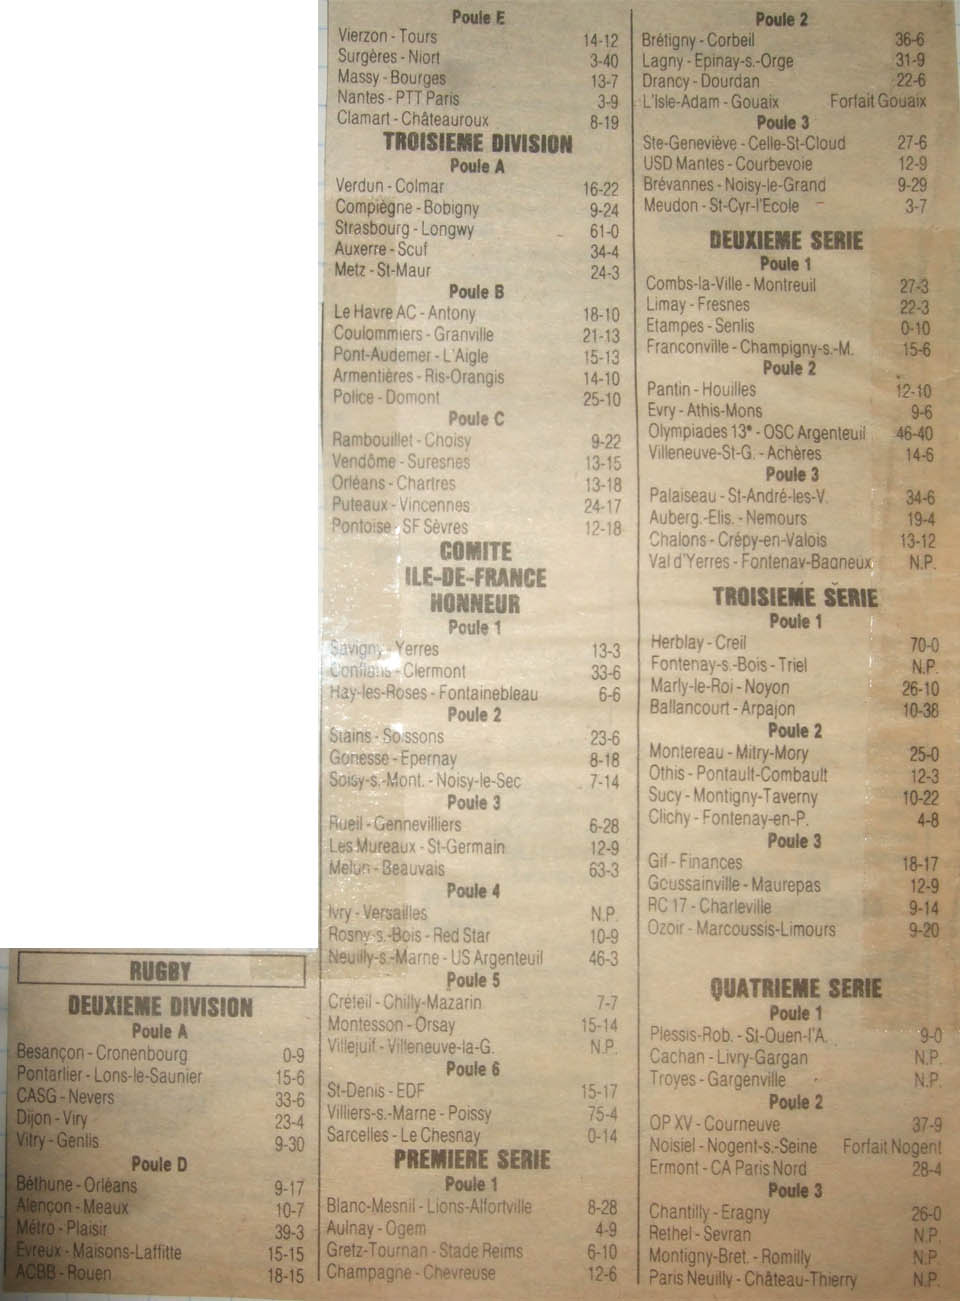 RUGBY
DEUXIEME DIVISION
Poule A
Besançon - Cronenbourg 0-9
Pontarlier - Lons-le-Saunier 15-6
CASG - Nevers 33-6
Dijon - Viry 23-4
Vitry - Genlis 9-30
Poule D
Béthune - Orléans 9-17
Alençon - Meaux 10-7
Métro - Plaisir 39-3
Evreux - Maisons-Laffitte 15-15
ACBB - Rouen 18-15
Poule E
Vierzon - Tours 14-12
Surgères - Niort 3-40
Massy - Bourges 13-7
Nantes - PTT Paris 3-9
Clamart - Châteauroux 8-19
TROISIEME DIVISION
Poule A
Verdun - Colmar 16-22
Compiègne - Bobigny 9-24
Strasbourg - Longwy 61-0
Auxerre - Scuf 34-4
Metz - St-Maur 24-3
Poule B
Le Havre AC - Antony 18-10
Coulommiers - Granville 21-13
Pont-Audemer - L'Aigle 15-13
Armentières - Ris-Orangis 14-10
Police - Domont 25-10
Poule C
Rambouillet - Choisy 9-22
Vendôme - Suresnes 13-15
Orléans - Chartres 13-18
Puteaux - Vincennes 24-17
Pontoise - SF Sèvres 12-18
COMITE
ILE-DE-FRANCE
HONNEUR
Poule 1
Savigny - Yerres 13-3
Conflans - Clermont 33-6
Hay-les-Roses - Fontainebleau 6-6
Poule 2
Stains - Soissons 23-6
Gonesse - Epernay 8-18
Soisy-s.-Mont. - Noisy-le-Sec 7-14
Poule 3
Rueil - Gennevilliers 6-28
Les Mureaux - St-Germain 12-9
Melun - Beauvais 63-3
Poule 4
Ivry - Versailles N.P.
Rosny-s.-Bois - Red Star 10-9
Neuilly-s.-Marne - US Argenteuil 46-3
Poule 5
Créteil - Chilly-Mazarin 7-7
Montesson - Orsay 15-14
Villejuif - Villeneuve-la-G. N.P.
Poule 6
St-Denis - EDF 15-17
Villiers-s.-Marne - Poissy 75-4
Sarcelles - Le Chesnay 0-14
PREMIERE SERIE
Poule 1
Blanc-Mesnil - Lions-Alfortville 8-28
Aulnay - Ogem 4-9
Gretz-Tournan - Stade Reims 6-10
Champagne - Chevreuse 12-6
Poule 2
Brétigny - Corbeil 36-6
Lagny - Epinay-s.-Orge 31-9
Drancy - Dourdan 22-6
L'Isle-Adam - Gouaix Forfait Gouaix
Poule 3
Ste-Geneviève - Celle-St-Cloud 27-6
USD Mantes - Courbevoie 12-9
Brévannes - Noisy-le-Grand 9-29
Meudon - St-Cyr-l'Ecole 3-7
DEUXIEME SERIE
Poule 1
Combs-la-Ville - Montreuil 27-3
Limay - Fresnes 22-3
Etampes - Senlis 0-10
Franconville - Champigny-s.-M. 15-6
Poule 2
Pantin - Houilles 12-10
Evry - Athis-Mons 9-6
Olympiades 13e - OSC Argenteuil 46-40
Villeneuve-St-G. - Achères 14-6
Poule 3
Palaiseau - St-André-les-V. 34-6
Auberg.-Elis. - Nemours 19-4
Chalons - Crépy-en-Valois 13-12
Val d'Yerres - Fontenay-Bagneux N.P.
TROISIEME SERIE
Poule 1
Herblay - Creil 70-0
Fontenay-s.-Bois - Triel N.P.
Marly-le-Roi - Noyon 26-10
Ballancourt - Arpajon 10-38
Poule 2
Montereau - Mitry-Mory 25-0
Othis - Pontault-Combault 12-3
Sucy - Montigny-Taverny 10-22
Clichy - Fontenay-en-P. 4-8
Poule 3
Gif - Finances 18-17
Goussainville - Maurepas 12-9
RC 17 - Charleville 9-14
Ozoir - Marcoussis-Limours 9-20
QUATRIEME SERIE
Poule 1
Plessis-Rob. - St-Ouen-l'A. 9-0
Cachan - Livry-Gargan N.P.
Troyes - Gargenville N.P.
Poule 2
OP XV - Courneuve 37-9
Noisiel - Nogent-s.-Seine Forfait Nogent
Ermont - CA Paris Nord 28-4
Poule 3
Chantilly - Eragny 26-0
Rethel - Sevran N.P.
Montigny-Bret. - Romilly N.P.
Paris Neuilly - Château-Thierry N.P.